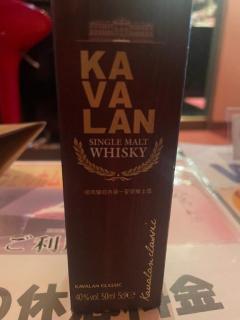 KA
VA
LAN
SINGLE MALT
WHISKY
KAVALAN CLASSIC
40% vol. 50ml
Kavalan classic
ご利
の休
金